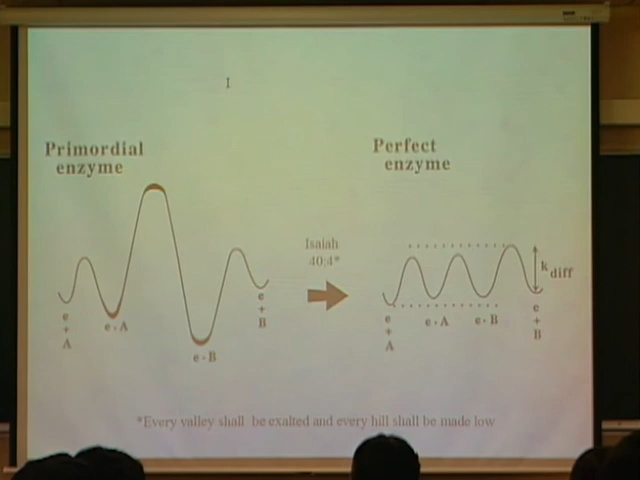 Primordial
enzyme
Perfect
enzyme
Isaiah
40:4*
k diff
e
+
A
e·A
e·B
e
+
B
e
+
A
e·A
e·B
e
+
B
*Every valley shall be exalted and every hill shall be made low